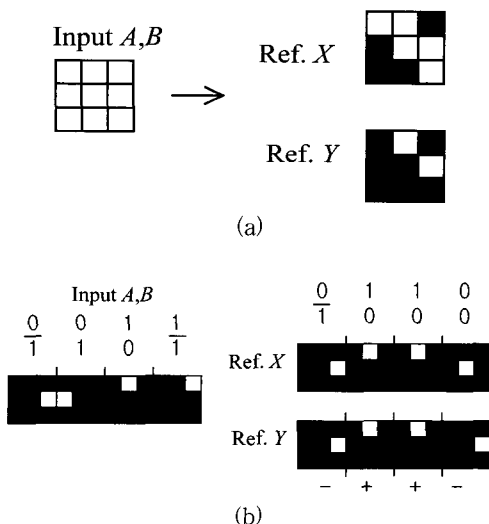 Input A,B
Ref. X
Ref. Y
(a)
Input A,B
0 0 1 1
1 1 0 1
Ref. X
0 1 1 0
1 0 0 0
Ref. Y
− + + −
(b)